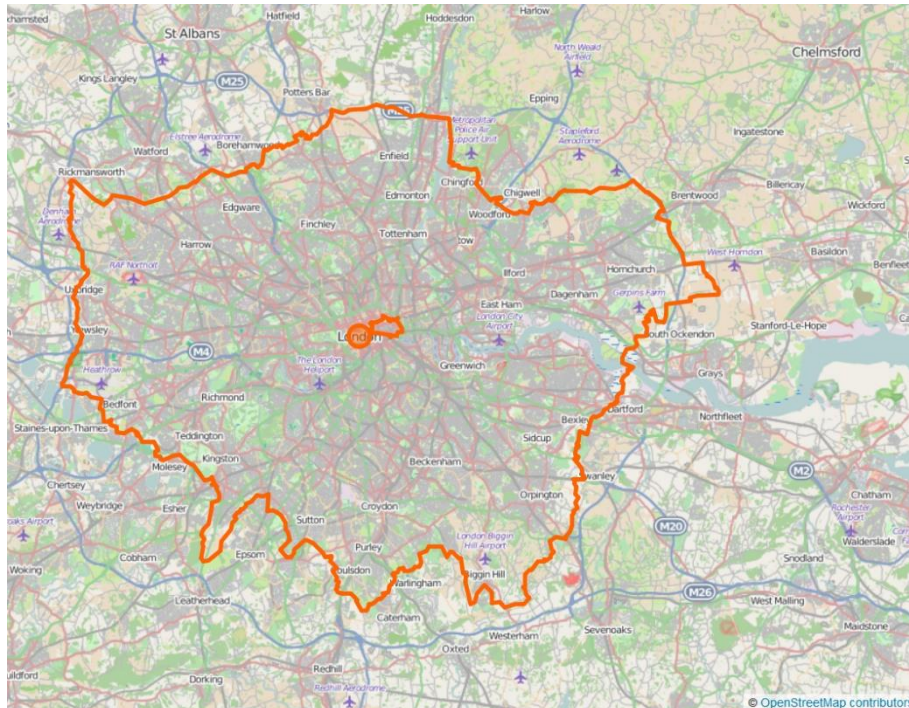 Hatfield
Hoddesdon
Harlow
St Albans
North Weald
Airfield
Chelmsford
Kings Langley
M25
Potters Bar
Epping
M25
Metropolitan
Police Air
Support Unit
Stapleford
Aerodrome
Ingatestone
Elstree Aerodrome
Borehamwood
Watford
Enfield
Rickmansworth
Chingford
Chigwell
Brentwood
Billericay
Edmonton
Woodford
Wickford
Edgware
Denham
Aerodrome
Finchley
Tottenham
Harrow
West Horndon
Basildon
RAF Northolt
Ilford
Hornchurch
Benfleet
Uxbridge
Dagenham
Gerpins Farm
East Ham
London City
Airport
London
South Ockendon
Stanford-Le-Hope
M4
Heathrow
The London
Heliport
Greenwich
Grays
Bedfont
Richmond
Bexley
Dartford
Northfleet
Staines-upon-Thames
Teddington
Sidcup
Molesey
Kingston
Beckenham
M2
Chertsey
Swanley
Weybridge
Esher
Croydon
Orpington
Chatham
Sutton
M20
Rochester
Airport
Walderslade
London Biggin
Hill Airport
Epsom
Purley
Cobham
Snodland
Woking
Coulsdon
Warlingham
Biggin Hill
Leatherhead
M26
West Malling
Caterham
Maidstone
Westerham
Sevenoaks
Oxted
Redhill
Dorking
Redhill Aerodrome
© OpenStreetMap contributors